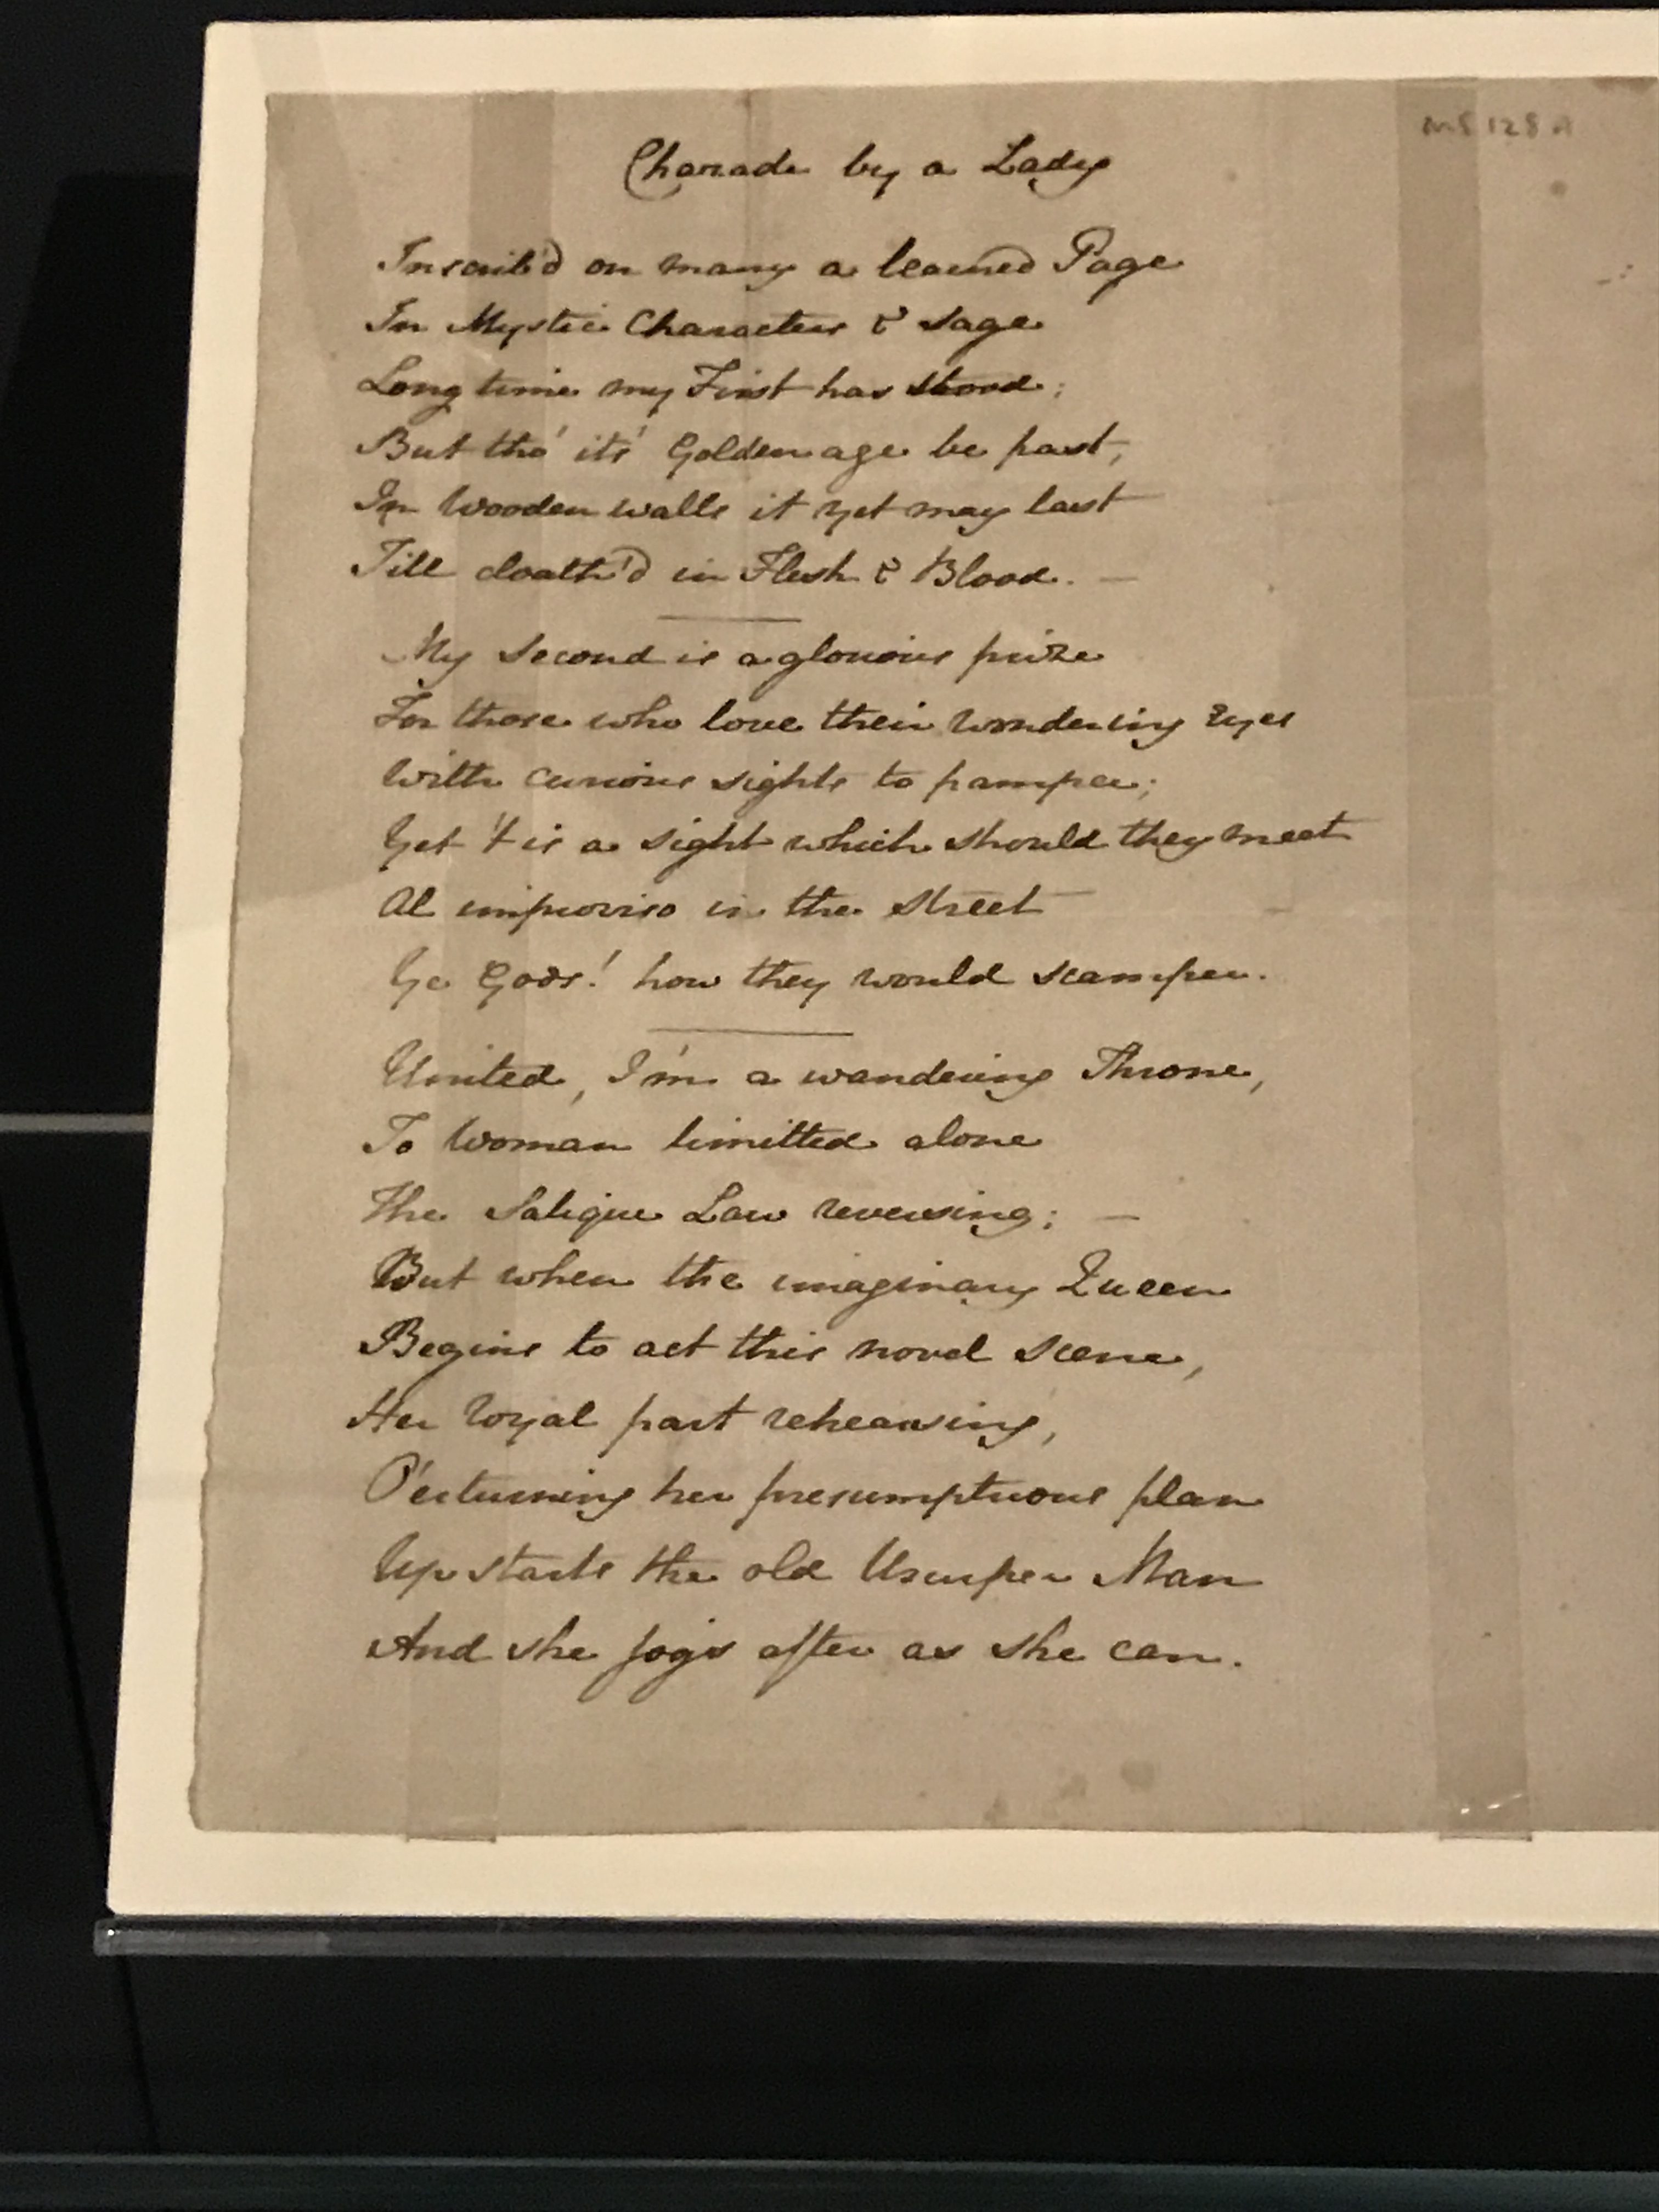 MS 128 A
Charade by a Lady
Inscrib'd on many a learned Page
In Mystic Characters & sage
Long time my First has stood;
But tho' it's Golden age be past,
In Wooden walls it yet may last
Till cloath'd in Flesh & Blood. —
My second is a glorious prize
For those who love their wondering Eyes
With curious sights to pamper;
Yet 't is a sight which should they meet
Al improviso in the street
Ye Gods! how they would scamper.
United, I'm a wandering Throne,
To Woman limitted alone
The Salique Law reversing; —
But when the imaginary Queen
Begins to act this novel scene,
Her royal part rehearsing,
O'erturning her presumptuous plan
Up starts the old Usurper Man
And she jogs after as she can.